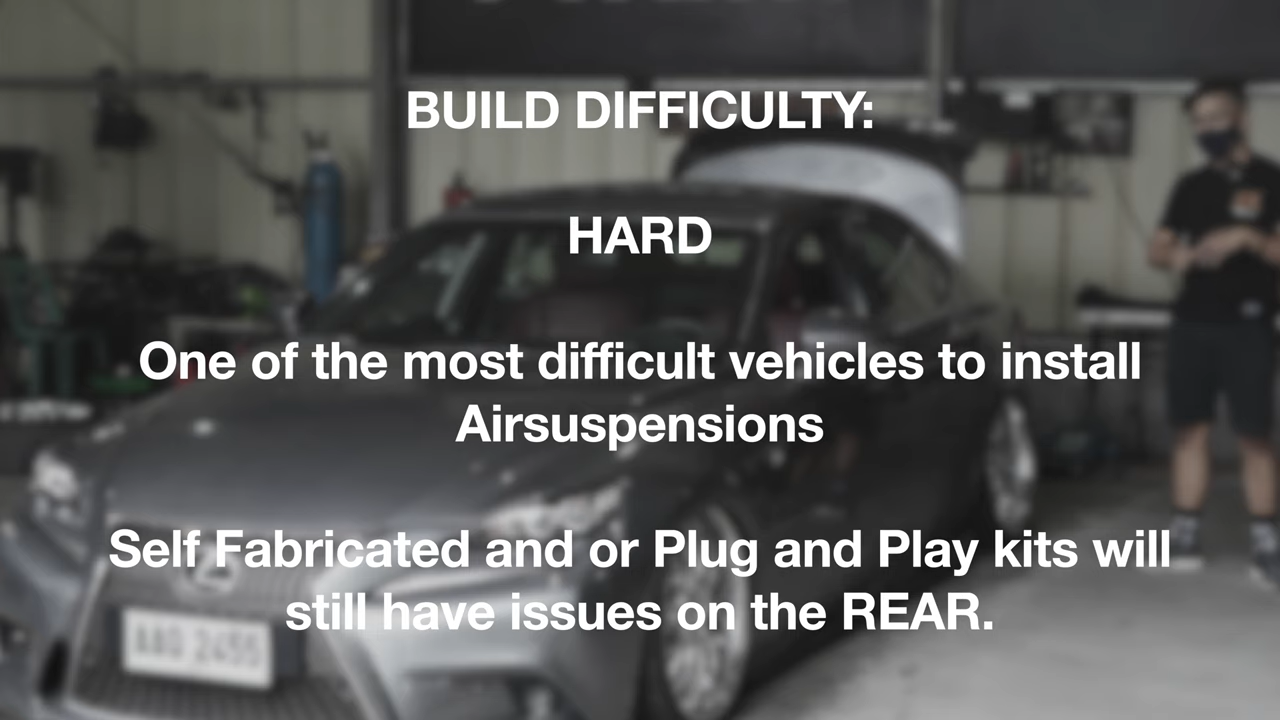 BUILD DIFFICULTY:
HARD
One of the most difficult vehicles to install
Airsuspensions
Self Fabricated and or Plug and Play kits will
still have issues on the REAR.